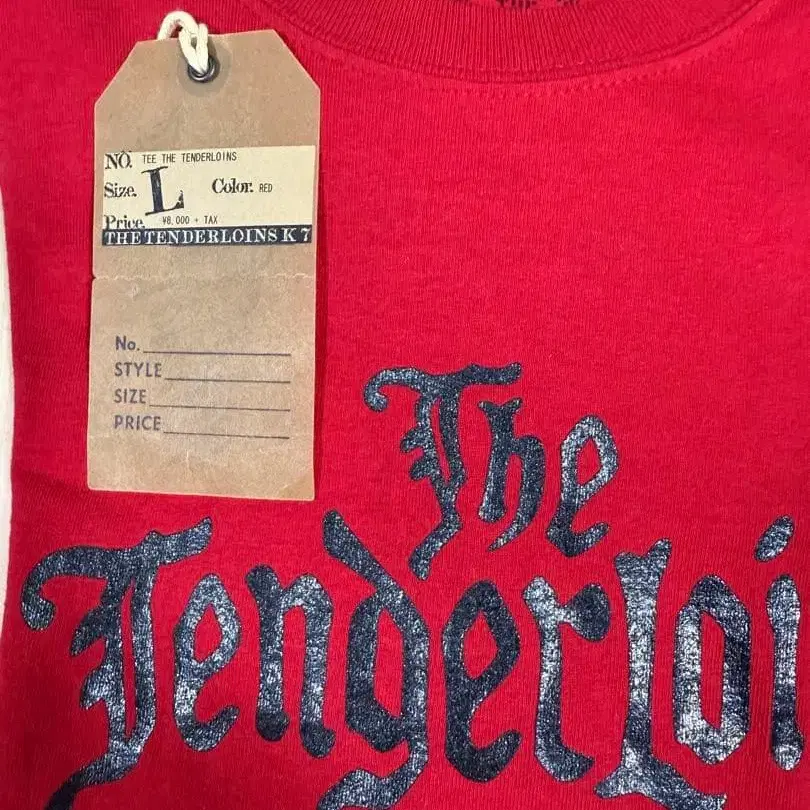 NO. TEE THE TENDERLOINS
Size. L Color. RED
Price. ¥8,000 + TAX
THE TENDERLOINS K 7
No.
STYLE
SIZE
PRICE
The
TenderLoi